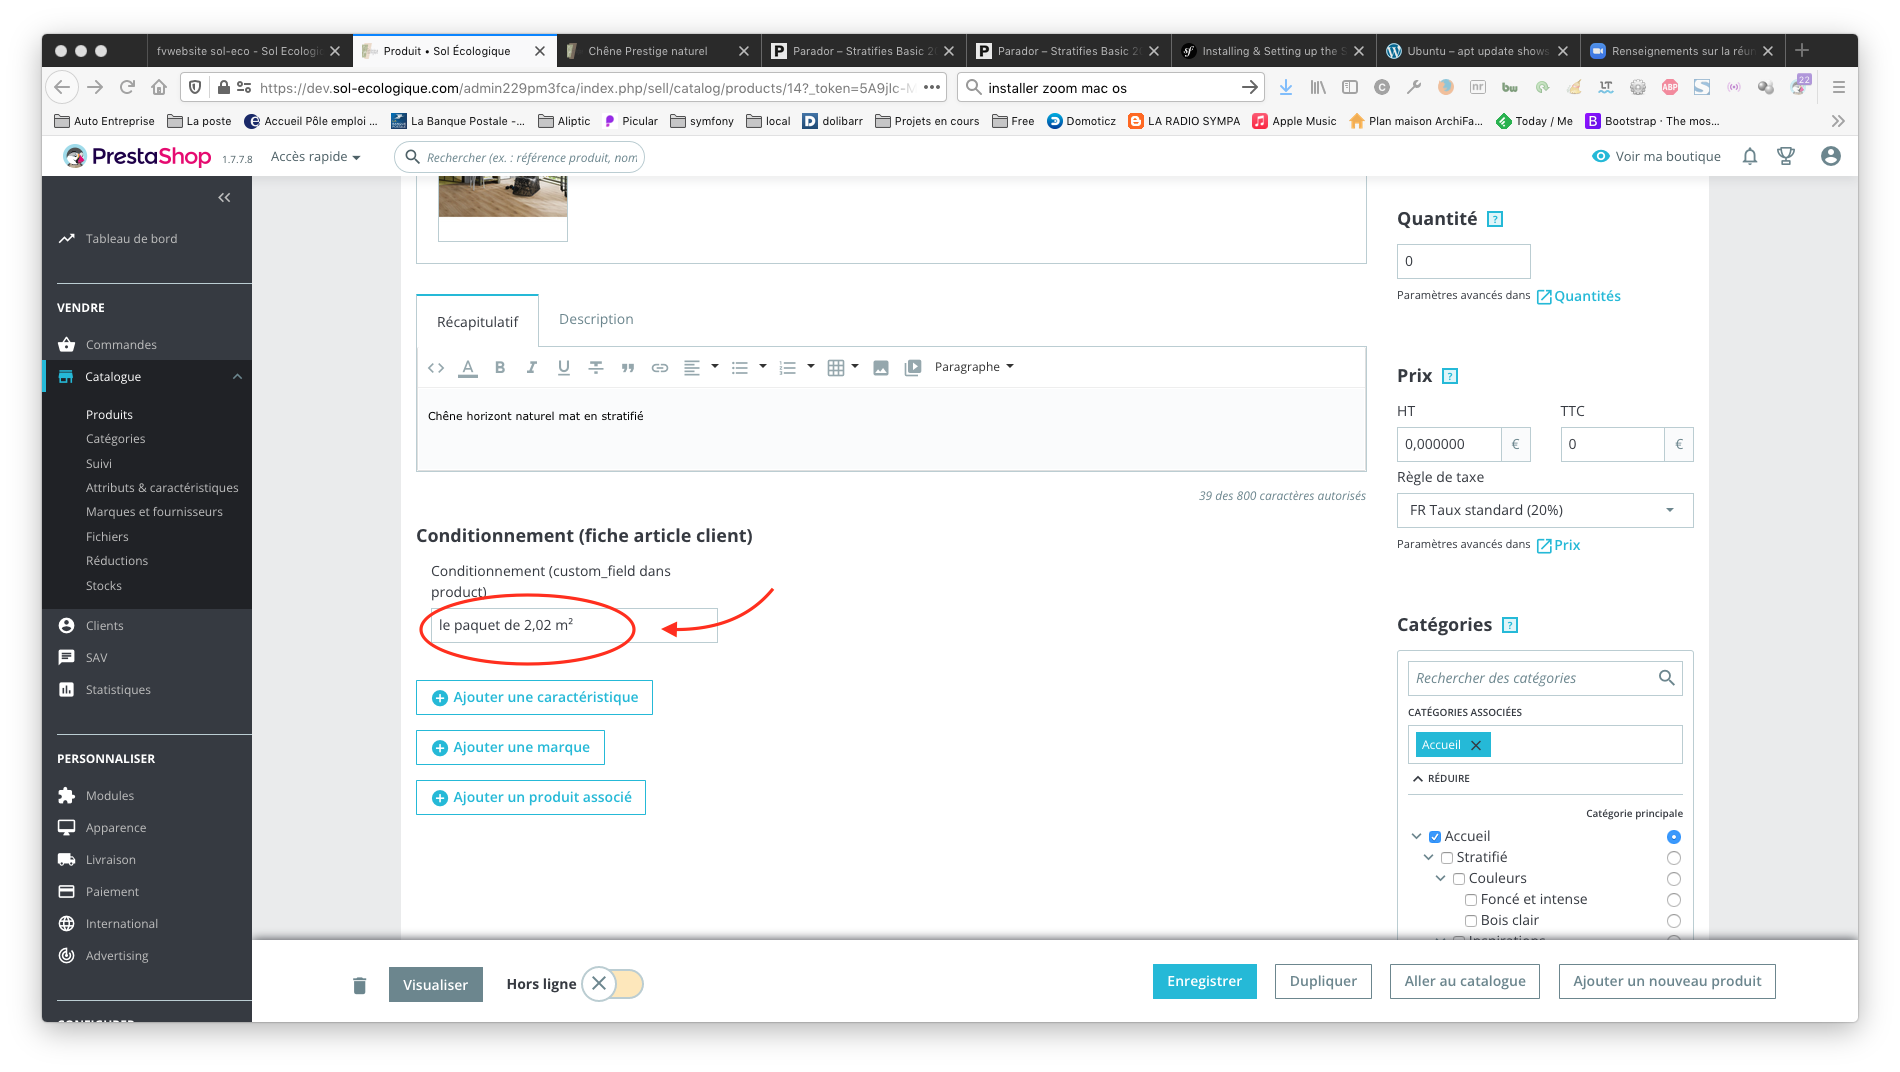 fvwebsite sol-eco - Sol Ecologi
Produit • Sol Écologique
Chêne Prestige naturel
Parador – Stratifies Basic 2
Parador – Stratifies Basic 20
Installing & Setting up the S
Ubuntu – apt update shows
Renseignements sur la réun
https://dev.sol-ecologique.com/admin229pm3fca/index.php/sell/catalog/products/14?_token=5A9jlc-M
installer zoom mac os
22
Auto Entreprise
La poste
Accueil Pôle emploi ...
La Banque Postale -...
Aliptic
Picular
symfony
local
dolibarr
Projets en cours
Free
Domoticz
LA RADIO SYMPA
Apple Music
Plan maison ArchiFa...
Today / Me
Bootstrap · The mos...
PrestaShop 1.7.7.8
Accès rapide
Rechercher (ex. : référence produit, nom
Voir ma boutique
Tableau de bord
VENDRE
Commandes
Catalogue
Produits
Catégories
Suivi
Attributs & caractéristiques
Marques et fournisseurs
Fichiers
Réductions
Stocks
Clients
SAV
Statistiques
PERSONNALISER
Modules
Apparence
Livraison
Paiement
International
Advertising
CONFIGURER
Récapitulatif
Description
Paragraphe
Chêne horizont naturel mat en stratifié
39 des 800 caractères autorisés
Conditionnement (fiche article client)
Conditionnement (custom_field dans
product)
le paquet de 2,02 m²
Ajouter une caractéristique
Ajouter une marque
Ajouter un produit associé
Quantité ?
0
Paramètres avancés dans Quantités
Prix ?
HT
TTC
0,000000 €
0 €
Règle de taxe
FR Taux standard (20%)
Paramètres avancés dans Prix
Catégories ?
Rechercher des catégories
CATÉGORIES ASSOCIÉES
Accueil
RÉDUIRE
Catégorie principale
Accueil
Stratifié
Couleurs
Foncé et intense
Bois clair
Inspirations
Visualiser
Hors ligne
Enregistrer
Dupliquer
Aller au catalogue
Ajouter un nouveau produit